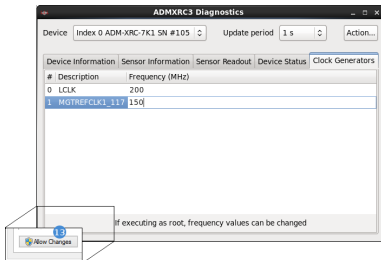 ADMXRC3 Diagnostics
Device Index 0 ADM-XRC-7K1 SN #105 Update period 1 s Action...
Device Information Sensor Information Sensor Readout Device Status Clock Generators
# Description Frequency (MHz)
0 LCLK 200
1 MGTREFCLK1_117 150
If executing as root, frequency values can be changed
13
Allow Changes